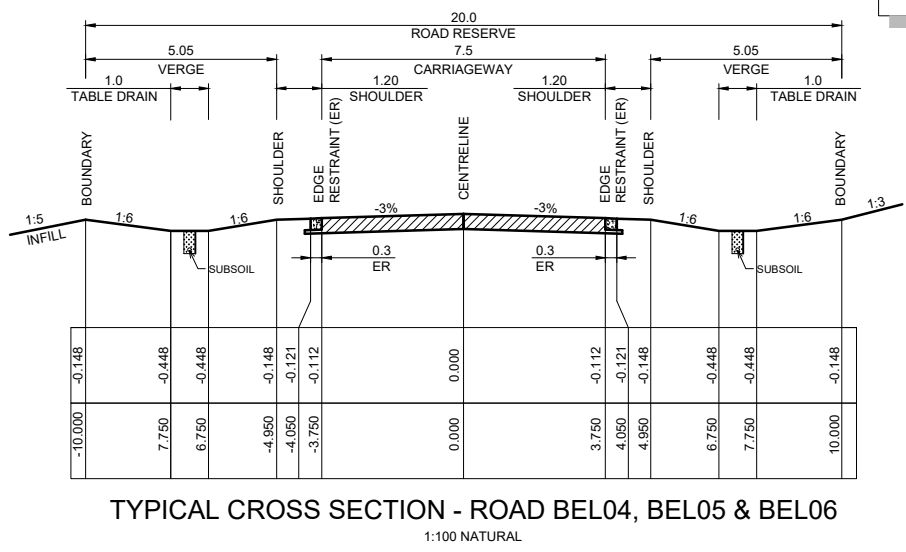 20.0
ROAD RESERVE
5.05
7.5
5.05
VERGE
CARRIAGEWAY
VERGE
1.0
1.20
1.20
1.0
TABLE DRAIN
SHOULDER
SHOULDER
TABLE DRAIN
BOUNDARY
SHOULDER
EDGE
RESTRAINT (ER)
CENTRELINE
EDGE
RESTRAINT (ER)
SHOULDER
BOUNDARY
1:5
INFILL
1:6
1:6
-3%
-3%
1:6
1:6
1:3
SUBSOIL
0.3
ER
0.3
ER
SUBSOIL
-0.148
-0.448
-0.448
-0.148
-0.121
-0.112
0.000
-0.112
-0.121
-0.148
-0.448
-0.448
-0.148
-10.000
7.750
6.750
-4.950
-4.050
-3.750
0.000
3.750
4.050
4.950
6.750
7.750
10.000
TYPICAL CROSS SECTION - ROAD BEL04, BEL05 & BEL06
1:100 NATURAL